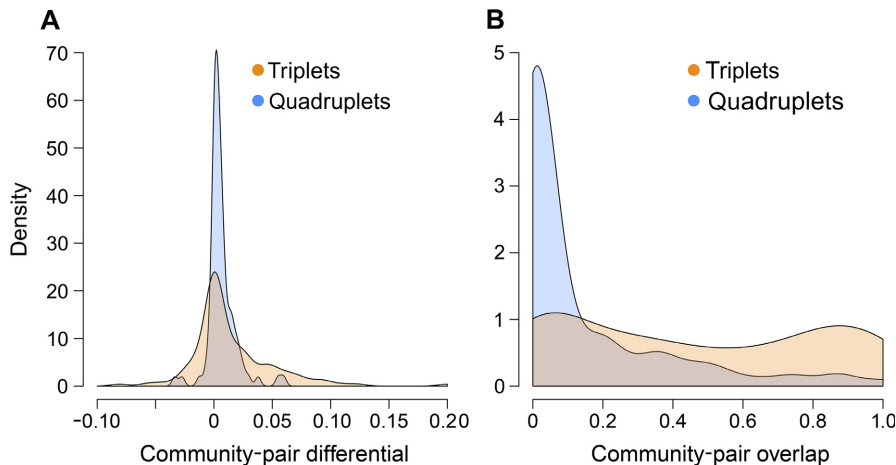 A
B
Triplets
Quadruplets
Triplets
Quadruplets
Density
70
60
50
40
30
20
10
0
−0.10
0
0.05
0.10
0.15
0.20
Community-pair differential
5
4
3
2
1
0
0
0.2
0.4
0.6
0.8
1.0
Community-pair overlap